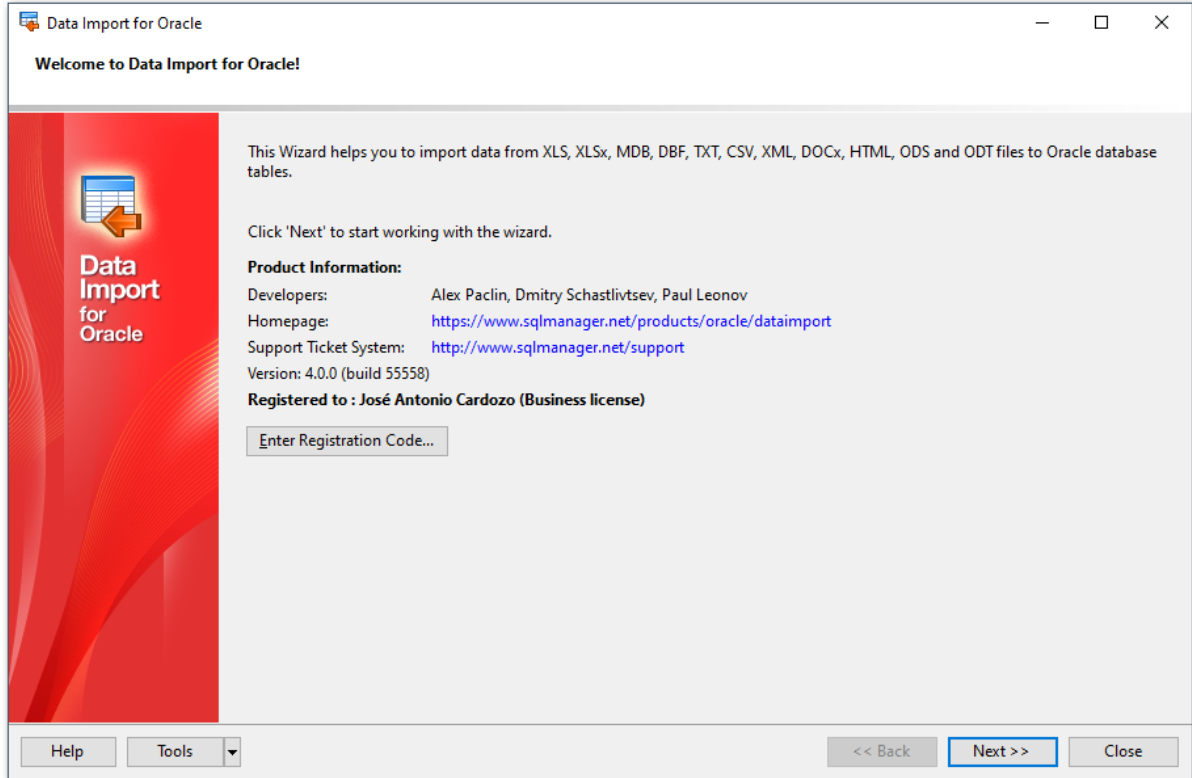 Data Import for Oracle
Welcome to Data Import for Oracle!
This Wizard helps you to import data from XLS, XLSx, MDB, DBF, TXT, CSV, XML, DOCx, HTML, ODS and ODT files to Oracle database
tables.
Click 'Next' to start working with the wizard.
Data
Import
for
Oracle
Product Information:
Developers: Alex Paclin, Dmitry Schastlivtsev, Paul Leonov
Homepage: https://www.sqlmanager.net/products/oracle/dataimport
Support Ticket System: http://www.sqlmanager.net/support
Version: 4.0.0 (build 55558)
Registered to : José Antonio Cardozo (Business license)
Enter Registration Code...
Help Tools << Back Next >> Close